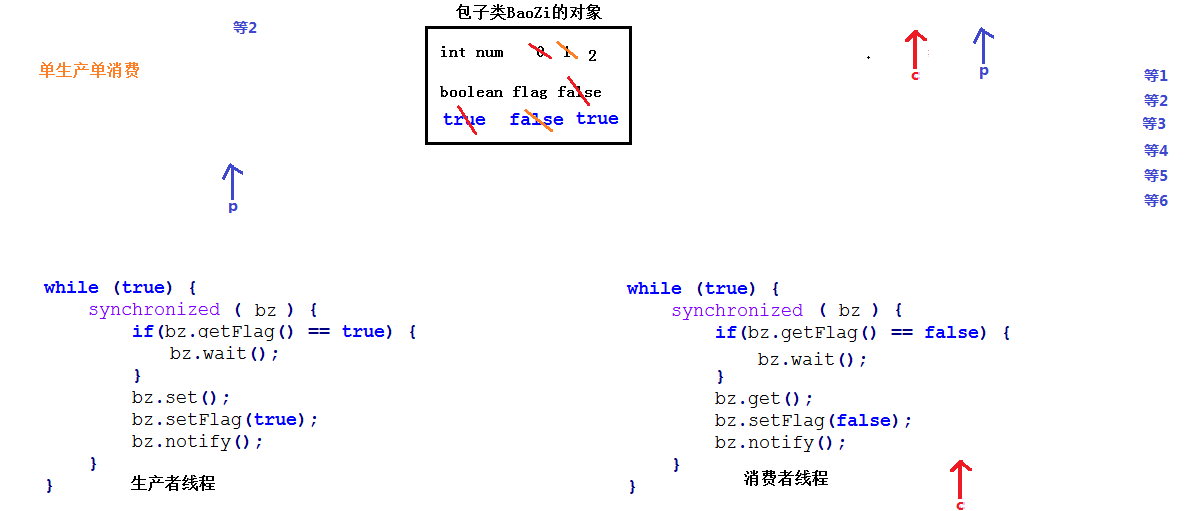 包子类BaoZi的对象
等2
int num 0 1 2
单生产单消费
c
p
等1
boolean flag false
等2
true false true
等3
等4
等5
等6
p
while (true) {
synchronized ( bz ) {
if(bz.getFlag() == true) {
bz.wait();
}
bz.set();
bz.setFlag(true);
bz.notify();
}
}
生产者线程
while (true) {
synchronized ( bz ) {
if(bz.getFlag() == false) {
bz.wait();
}
bz.get();
bz.setFlag(false);
bz.notify();
}
}
消费者线程
c